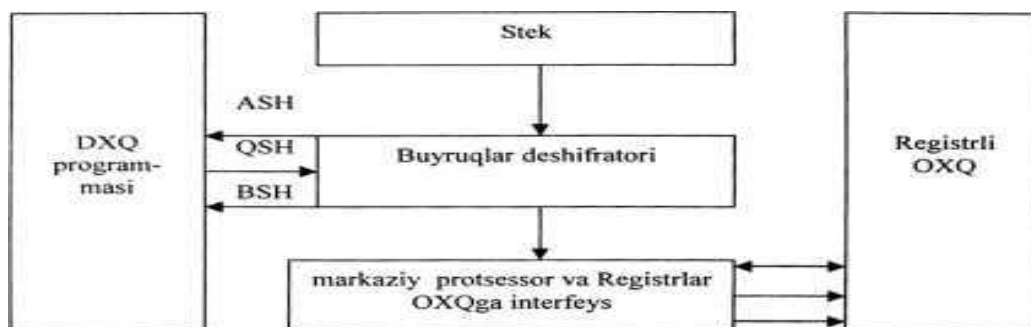 Stek
ASH
DXQ
program-
masi
QSH
BSH
Buyruqlar deshifratori
Registrli
OXQ
markaziy protsessor va Registrlar
OXQga interfeys